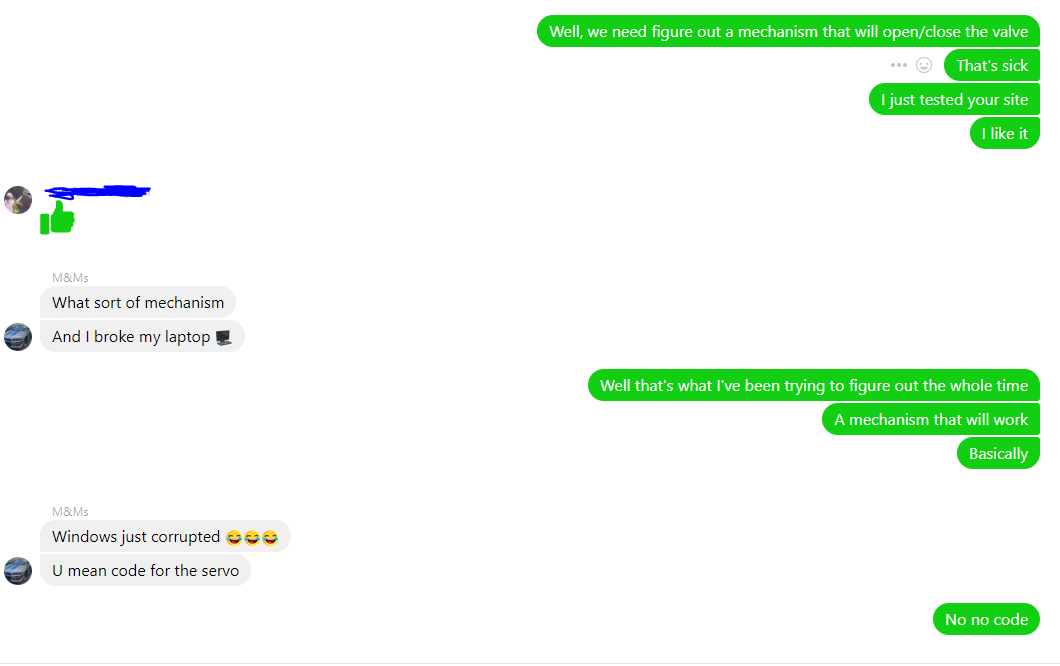 Well, we need figure out a mechanism that will open/close the valve
That's sick
I just tested your site
I like it
M&Ms
What sort of mechanism
And I broke my laptop
Well that's what I've been trying to figure out the whole time
A mechanism that will work
Basically
M&Ms
Windows just corrupted 😂😂😂
U mean code for the servo
No no code